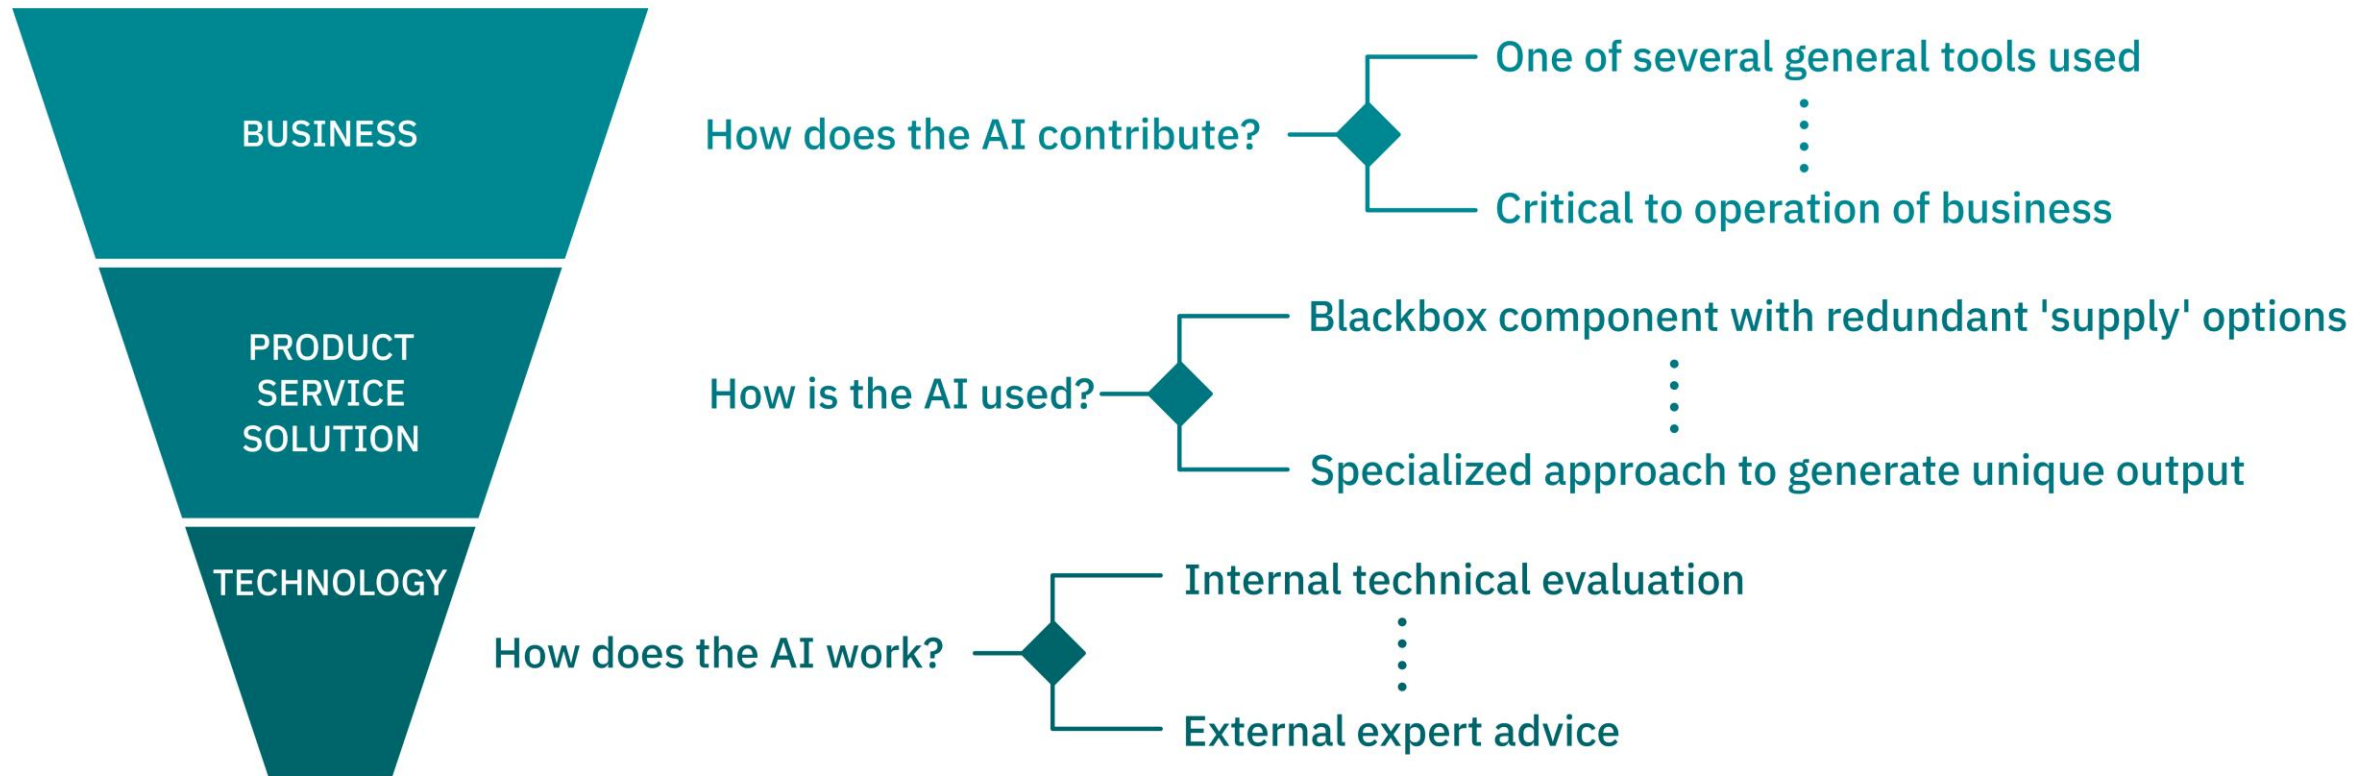 BUSINESS
How does the AI contribute?
One of several general tools used
Critical to operation of business
PRODUCT
SERVICE
SOLUTION
How is the AI used?
Blackbox component with redundant 'supply' options
Specialized approach to generate unique output
TECHNOLOGY
How does the AI work?
Internal technical evaluation
External expert advice